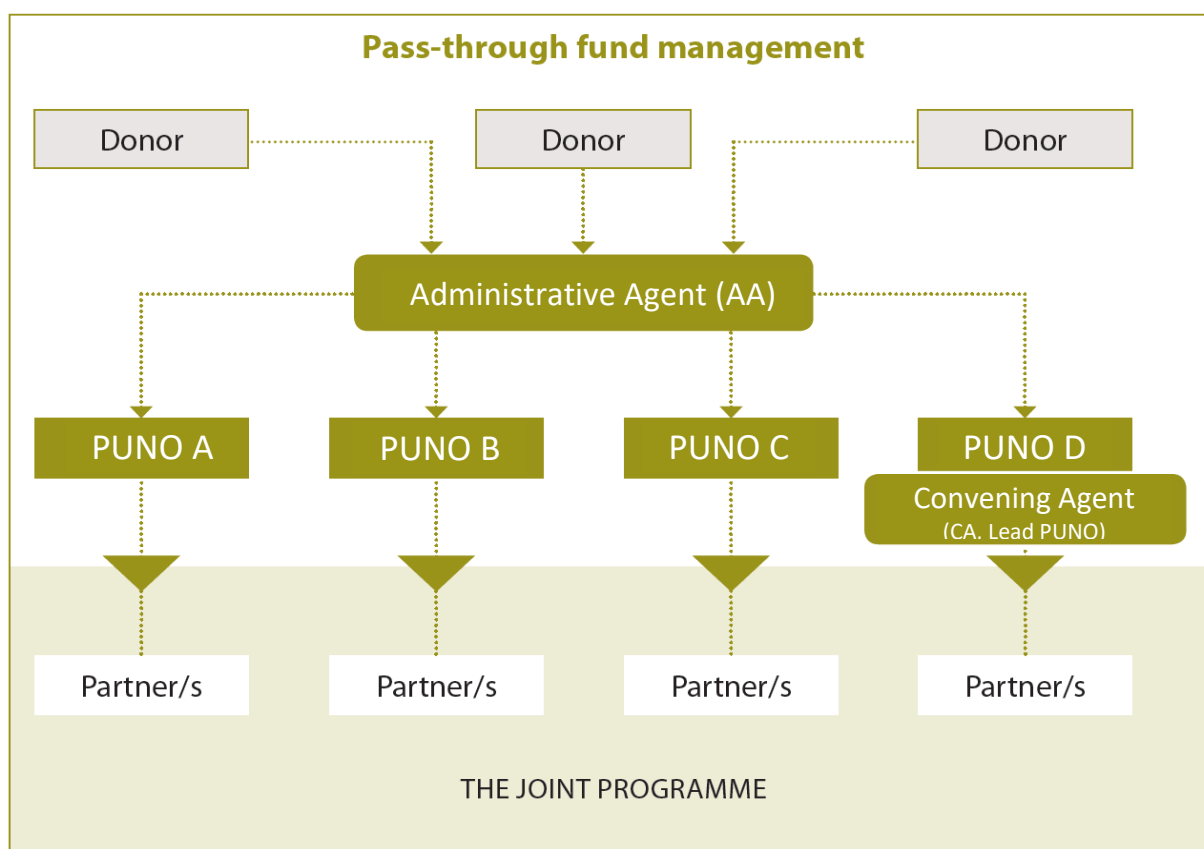 Pass-through fund management
Donor
Donor
Donor
Administrative Agent (AA)
PUNO A
PUNO B
PUNO C
PUNO D
Convening Agent
(CA. Lead PUNO)
Partner/s
Partner/s
Partner/s
Partner/s
THE JOINT PROGRAMME